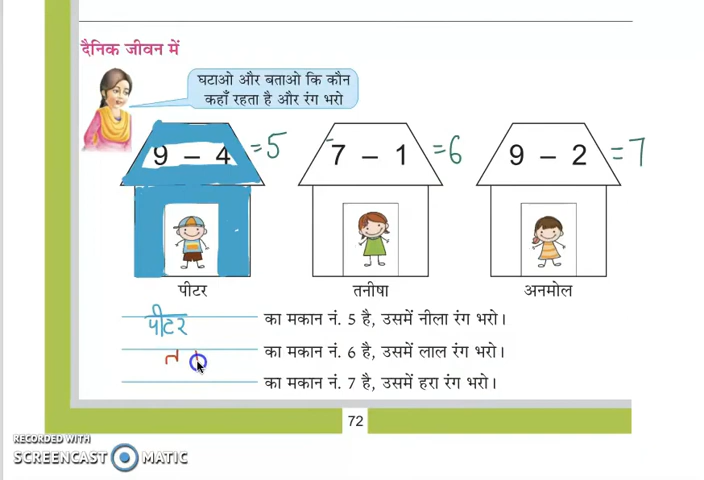 दैनिक जीवन में
घटाओ और बताओ कि कौन
कहाँ रहता है और रंग भरो
9 – 4 =5 7 – 1 =6 9 – 2 =7
पीटर तनीषा अनमोल
पीटर का मकान नं. 5 है, उसमें नीला रंग भरो।
त का मकान नं. 6 है, उसमें लाल रंग भरो।
का मकान नं. 7 है, उसमें हरा रंग भरो।
72
RECORDED WITH
SCREENCAST MATIC